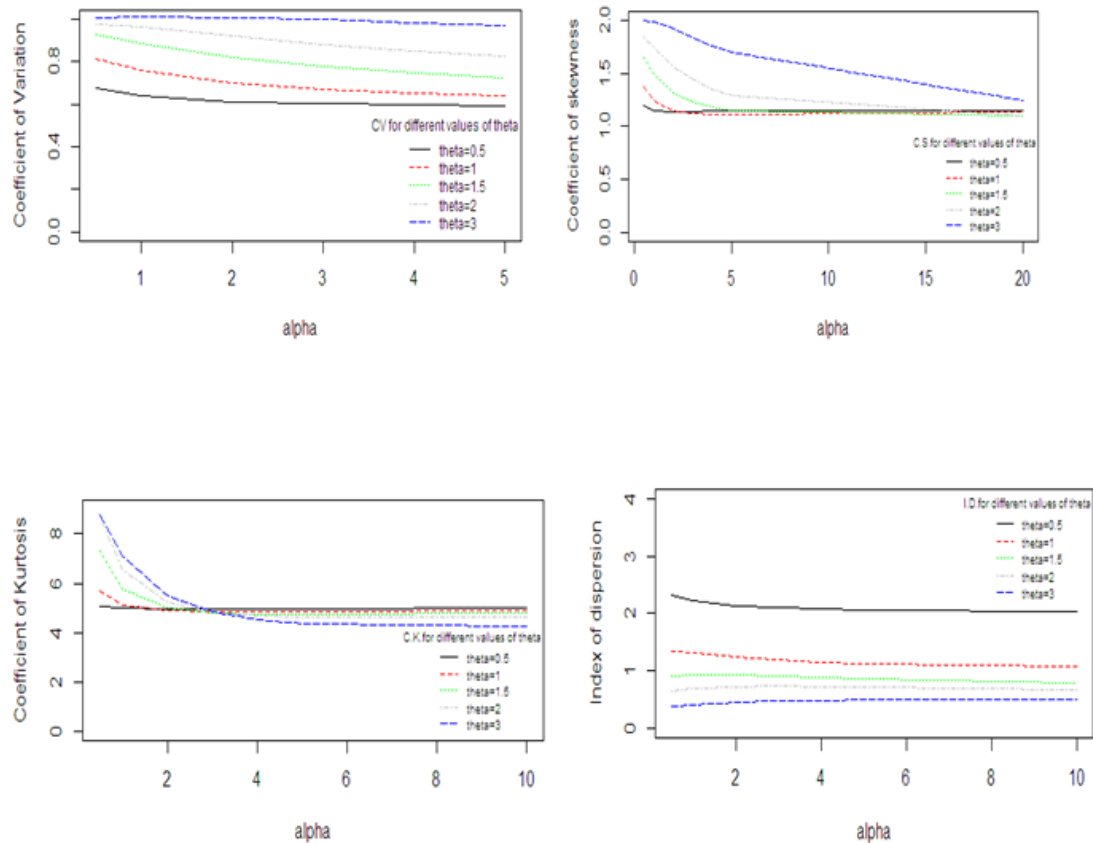 Coefficient of Variation
0.0
0.4
0.8
CV for different values of theta
theta=0.5
theta=1
theta=1.5
theta=2
theta=3
1
2
3
4
5
alpha
Coefficient of skewness
0.0
0.5
1.0
1.5
2.0
C.S.for different values of theta
theta=0.5
theta=1
theta=1.5
theta=2
theta=3
0
5
10
15
20
alpha
Coefficient of Kurtosis
0
2
4
6
8
C.K.for different values of theta
theta=0.5
theta=1
theta=1.5
theta=2
theta=3
2
4
6
8
10
alpha
Index of dispersion
0
1
2
3
4
I.D.for different values of theta
theta=0.5
theta=1
theta=1.5
theta=2
theta=3
2
4
6
8
10
alpha